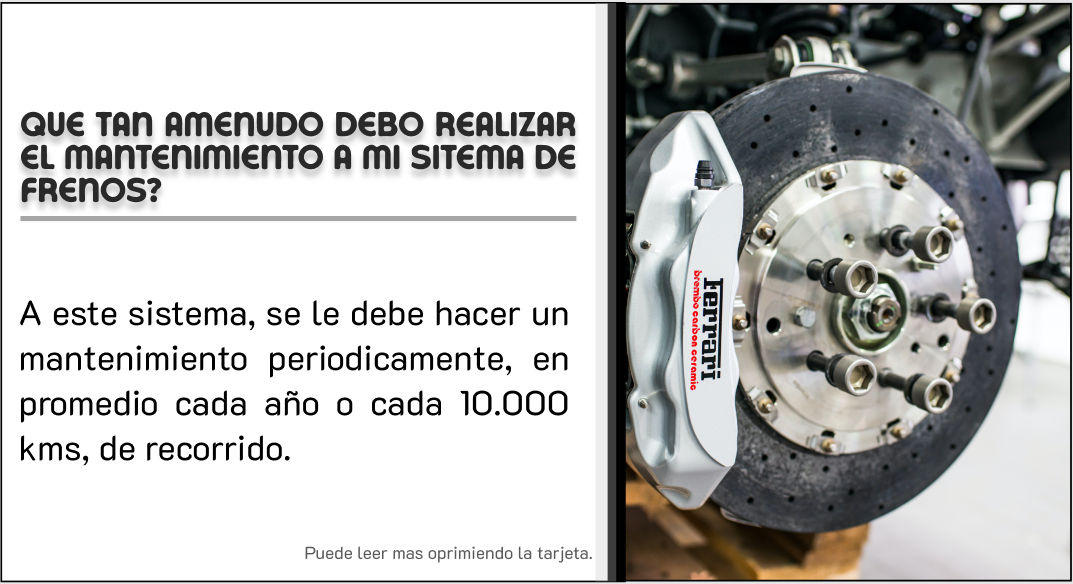 QUE TAN AMENUDO DEBO REALIZAR
EL MANTENIMIENTO A MI SITEMA DE
FRENOS?
A este sistema, se le debe hacer un
mantenimiento periodicamente, en
promedio cada año o cada 10.000
kms, de recorrido.
Puede leer mas oprimiendo la tarjeta.
Ferrari
brembo carbon ceramic